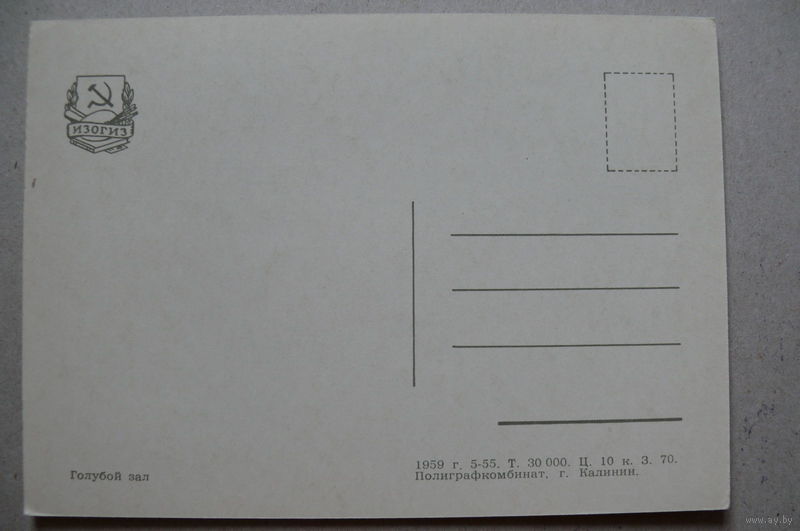 ИЗОГИЗ
Голубой зал
1959 г. 5-55. Т. 30 000. Ц. 10 к. З. 70.
Полиграфкомбинат, г. Калинин.
www.ay.by